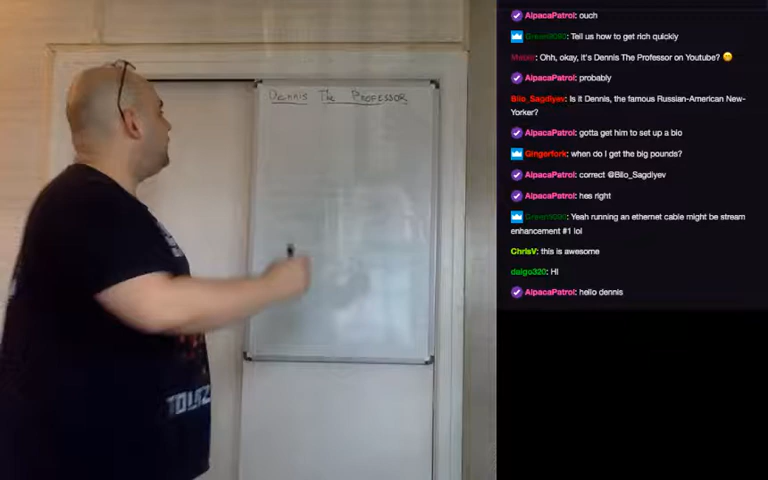 Dennis The Professor
AlpacaPatrol: ouch
Tell us how to get rich quickly
Ohh, okay, it's Dennis The Professor on Youtube?
AlpacaPatrol: probably
Bilo_Sagdiyev: Is it Dennis, the famous Russian-American New-
Yorker?
AlpacaPatrol: gotta get him to set up a bio
Gingerfork: when do I get the big pounds?
AlpacaPatrol: correct @Bilo_Sagdiyev
AlpacaPatrol: hes right
Yeah running an ethernet cable might be stream
enhancement #1 lol
ChrisV: this is awesome
daigo320: HI
AlpacaPatrol: hello dennis